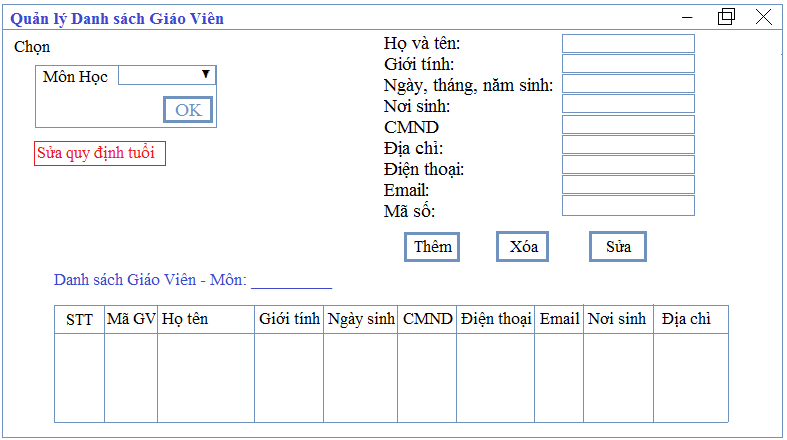 Quản lý Danh sách Giáo Viên
Chọn
Môn Học
OK
Sửa quy định tuổi
Họ và tên:
Giới tính:
Ngày, tháng, năm sinh:
Nơi sinh:
CMND
Địa chỉ:
Điện thoại:
Email:
Mã số:
Thêm Xóa Sửa
Danh sách Giáo Viên - Môn: __________
STT Mã GV Họ tên Giới tính Ngày sinh CMND Điện thoại Email Nơi sinh Địa chỉ